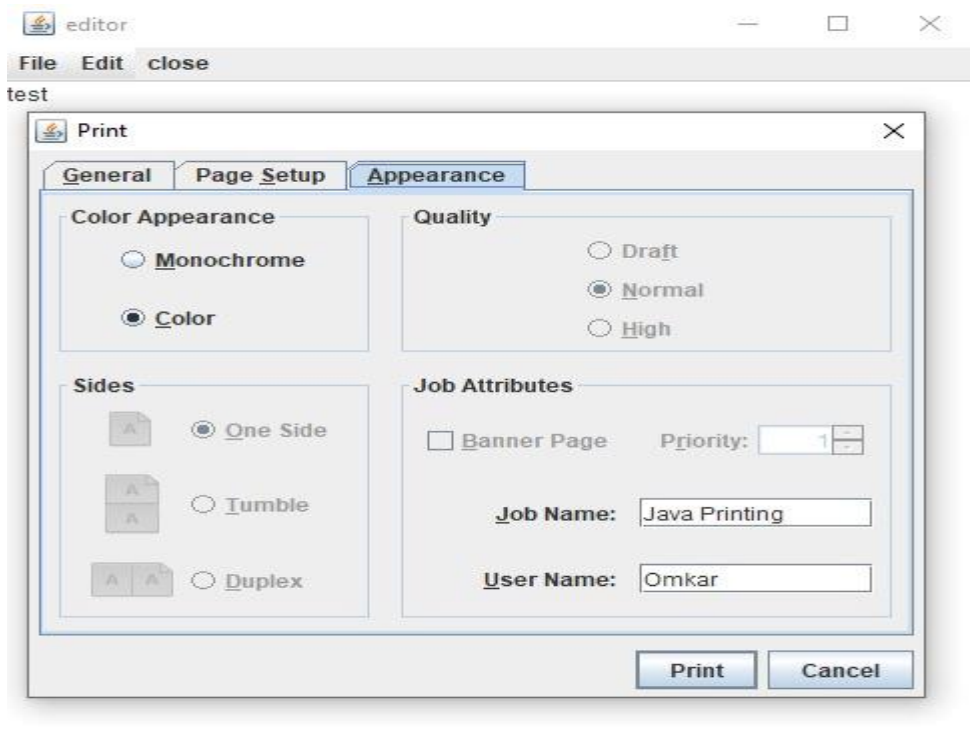 editor
File Edit close
test
Print
General Page Setup Appearance
Color Appearance
Monochrome
Color
Quality
Draft
Normal
High
Sides
A
One Side
A
A
Tumble
A A
Duplex
Job Attributes
Banner Page Priority: 1
Job Name: Java Printing
User Name: Omkar
Print Cancel